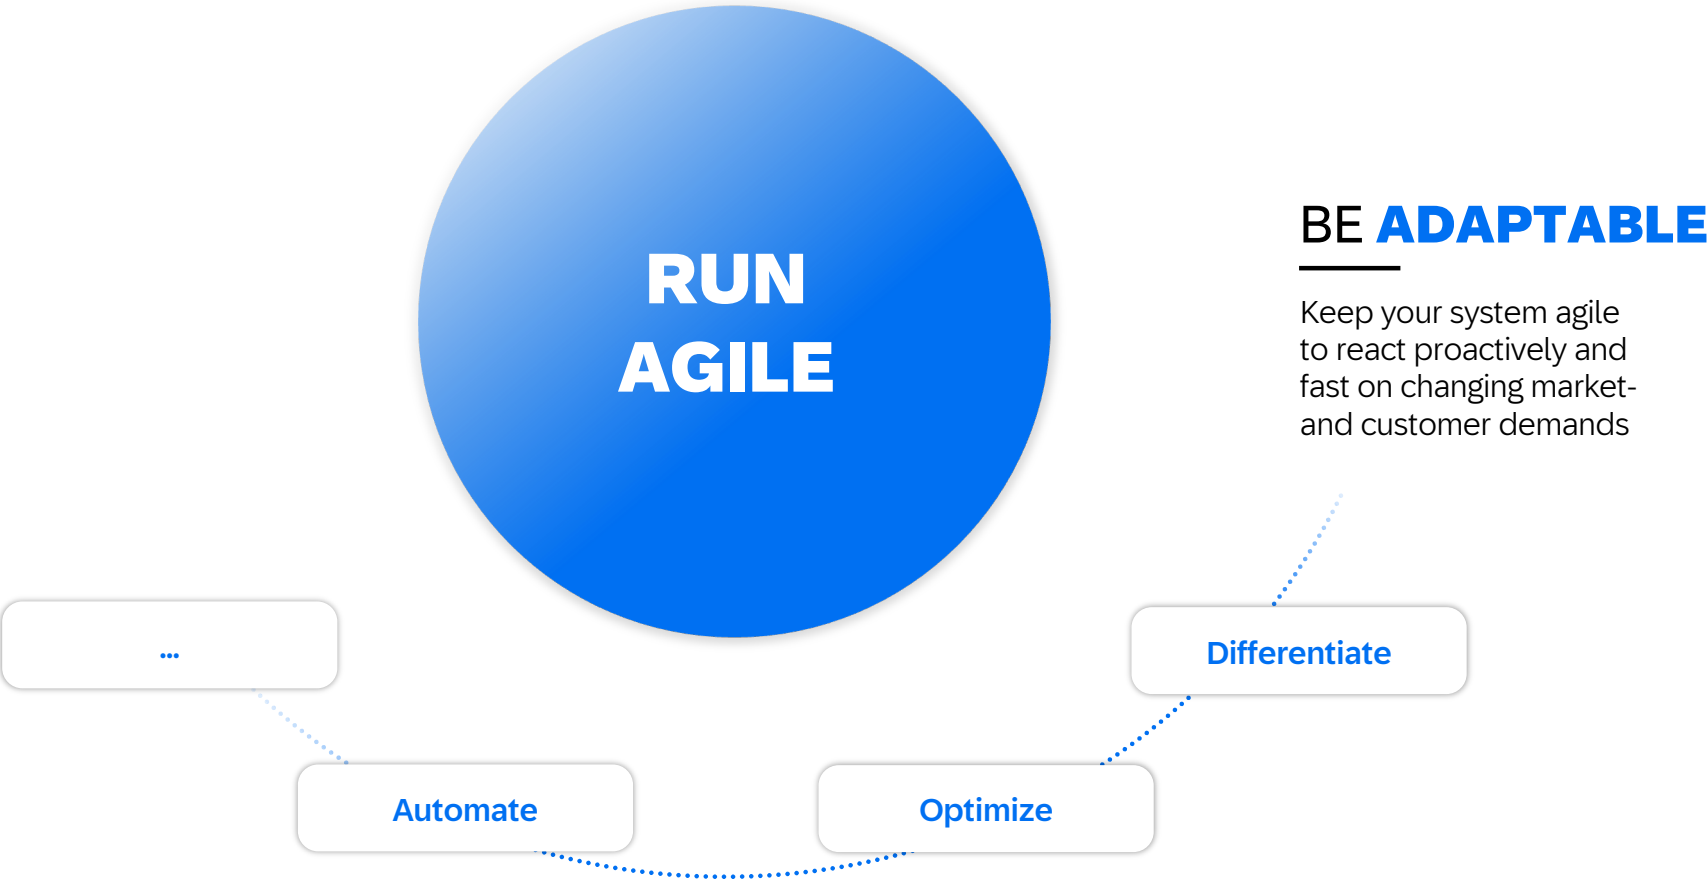 RUN
AGILE
BE ADAPTABLE
Keep your system agile
to react proactively and
fast on changing market-
and customer demands
...
Differentiate
Automate
Optimize